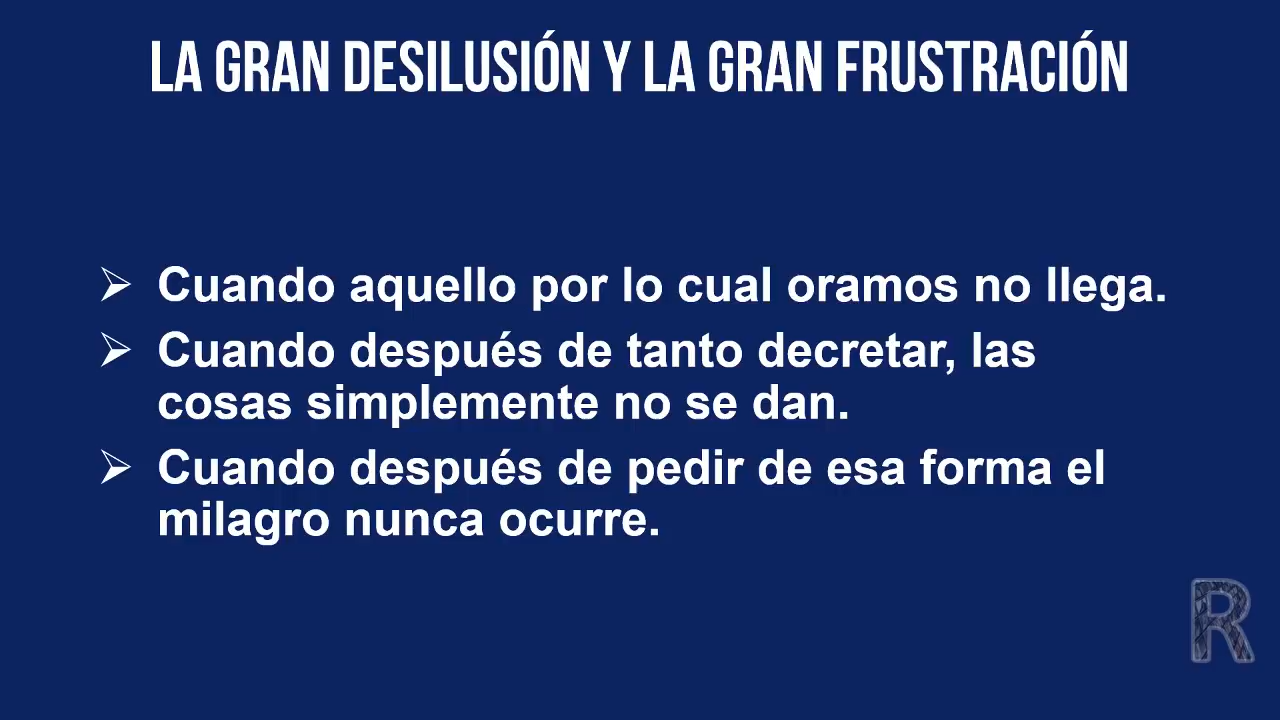 LA GRAN DESILUSIÓN Y LA GRAN FRUSTRACIÓN
➢ Cuando aquello por lo cual oramos no llega.
➢ Cuando después de tanto decretar, las
cosas simplemente no se dan.
➢ Cuando después de pedir de esa forma el
milagro nunca ocurre.
R